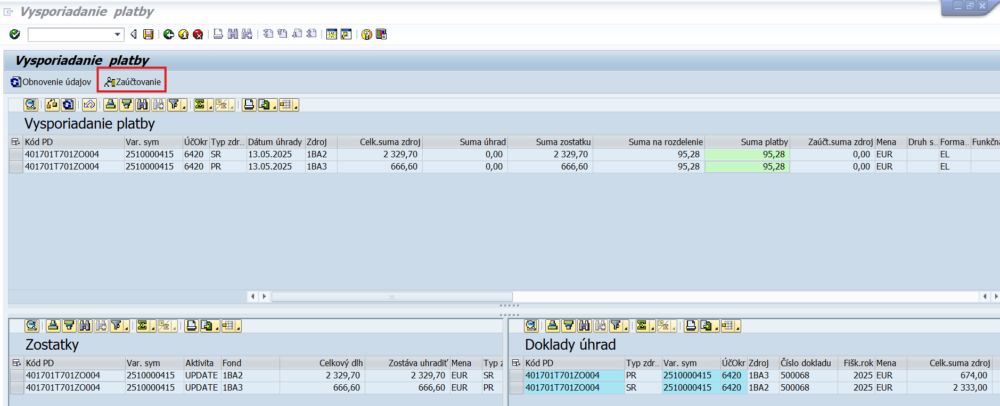 Vysporiadanie platby
Vysporiadanie platby
Obnovenie údajov Zaúčtovanie
Vysporiadanie platby
Kód PD Var. sym ÚčOkr Typ zdr... Dátum úhrady Zdroj Celk.suma zdroj Suma úhrad Suma zostatku Suma na rozdelenie Suma platby Zaúčt.suma zdroj Mena Druh s... Forma... Funkčná
401701T701ZO004 2510000415 6420 SR 13.05.2025 1BA2 2 329,70 0,00 2 329,70 95,28 95,28 0,00 EUR EL
401701T701ZO004 2510000415 6420 PR 13.05.2025 1BA3 666,60 0,00 666,60 95,28 95,28 0,00 EUR EL
Zostatky
Kód PD Var. sym Aktivita Fond Celkový dlh Zostáva uhradiť Mena Typ z
401701T701ZO004 2510000415 UPDATE 1BA2 2 329,70 2 329,70 EUR SR
401701T701ZO004 2510000415 UPDATE 1BA3 666,60 666,60 EUR PR
Doklady úhrad
Kód PD Typ zdr... Var. sym ÚčOkr Zdroj Číslo dokladu Fišk.rok Mena Celk.suma zdroj
401701T701ZO004 PR 2510000415 6420 1BA3 500068 2025 EUR 674,00
401701T701ZO004 SR 2510000415 6420 1BA2 500068 2025 EUR 2 333,00